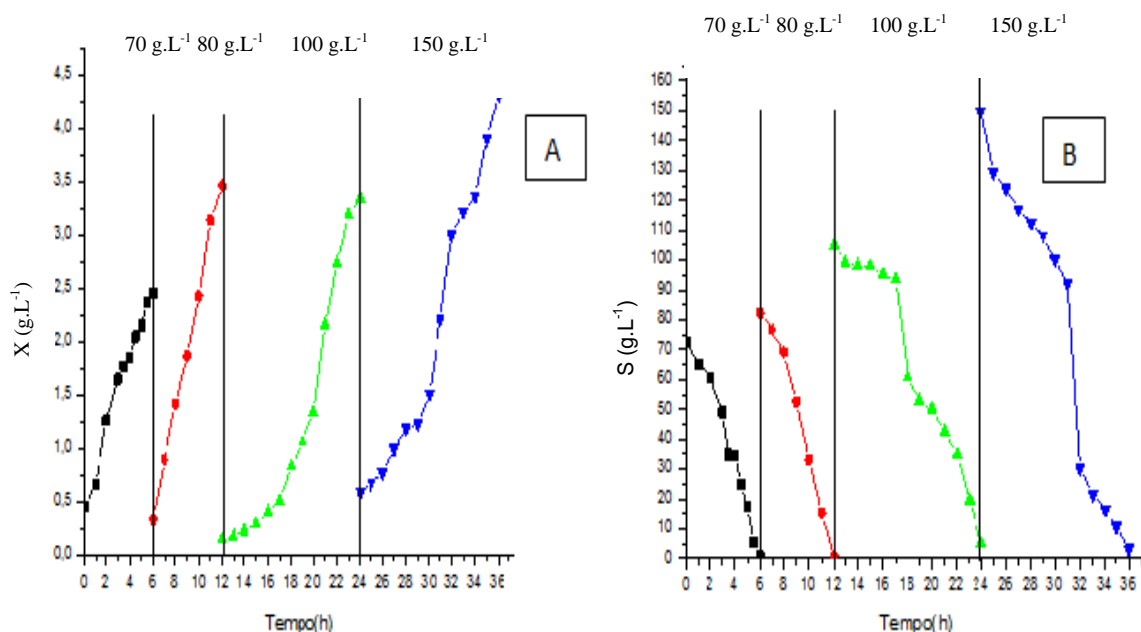 70 g.L⁻¹ 80 g.L⁻¹ 100 g.L⁻¹ 150 g.L⁻¹
4,5
4,0
3,5
3,0
2,5
2,0
1,5
1,0
0,5
0,0
X (g.L⁻¹)
A
0 2 4 6 8 10 12 14 16 18 20 22 24 26 28 30 32 34 36
Tempo(h)
70 g.L⁻¹ 80 g.L⁻¹ 100 g.L⁻¹ 150 g.L⁻¹
160
150
140
130
120
110
100
90
80
70
60
50
40
30
20
10
0
S (g.L⁻¹)
B
0 2 4 6 8 10 12 14 16 18 20 22 24 26 28 30 32 34 36
Tempo(h)